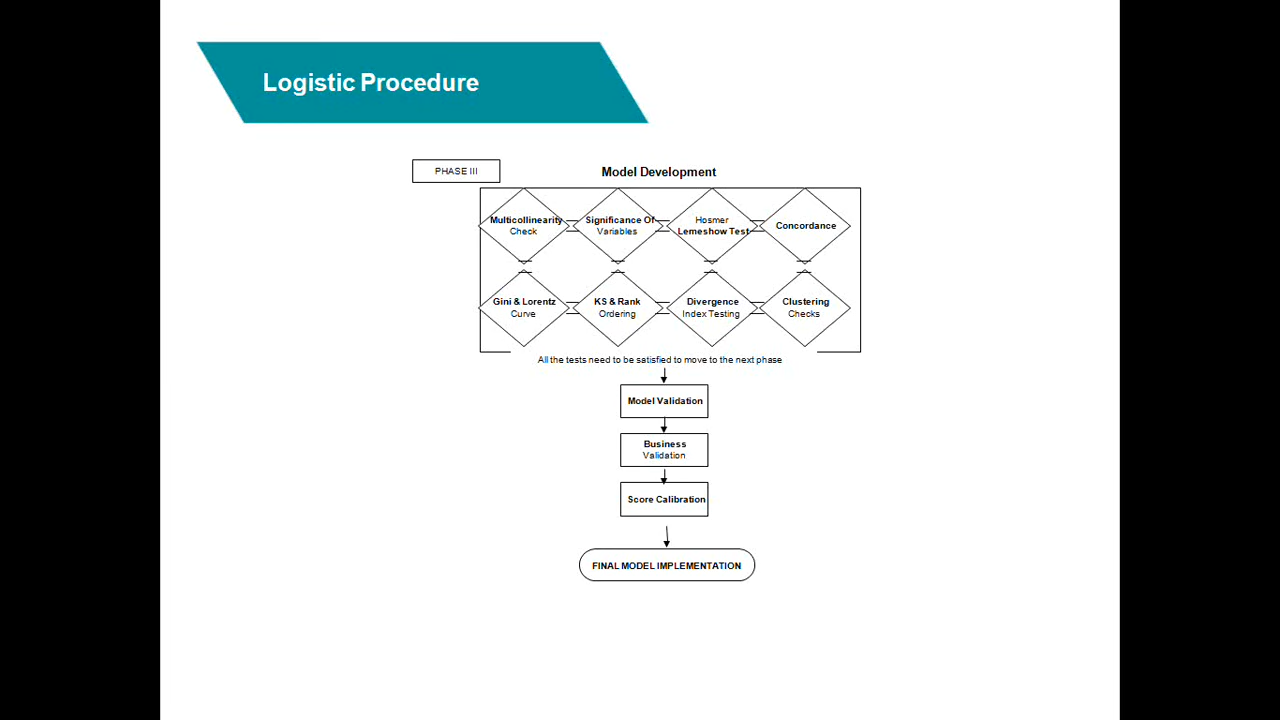 Logistic Procedure
PHASE III
Model Development
Multicollinearity
Check
Significance Of
Variables
Hosmer
Lemeshow Test
Concordance
Gini & Lorentz
Curve
KS & Rank
Ordering
Divergence
Index Testing
Clustering
Checks
All the tests need to be satisfied to move to the next phase
Model Validation
Business
Validation
Score Calibration
FINAL MODEL IMPLEMENTATION